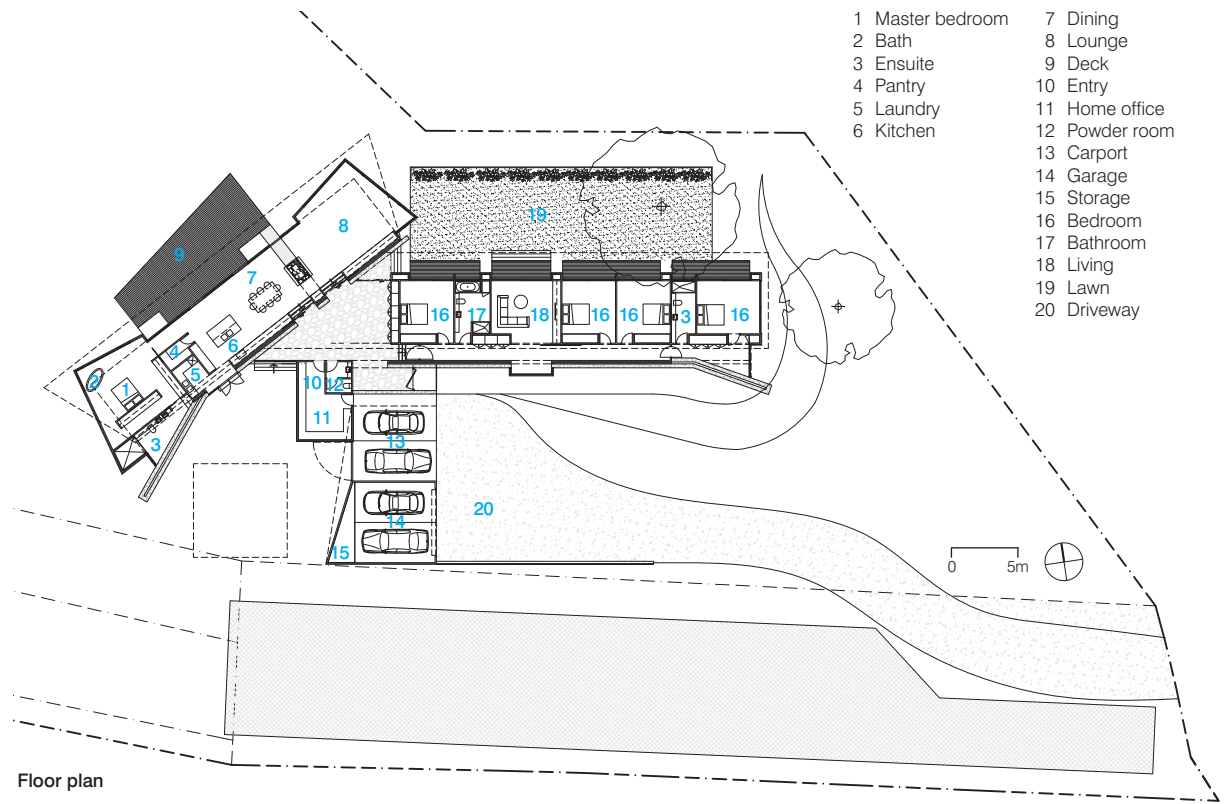 1 Master bedroom
2 Bath
3 Ensuite
4 Pantry
5 Laundry
6 Kitchen
7 Dining
8 Lounge
9 Deck
10 Entry
11 Home office
12 Powder room
13 Carport
14 Garage
15 Storage
16 Bedroom
17 Bathroom
18 Living
19 Lawn
20 Driveway
8
19
9
7
16
17
18
16
16
3
16
6
4
5
2
1
3
10
12
11
13
14
15
20
0 5m
Floor plan